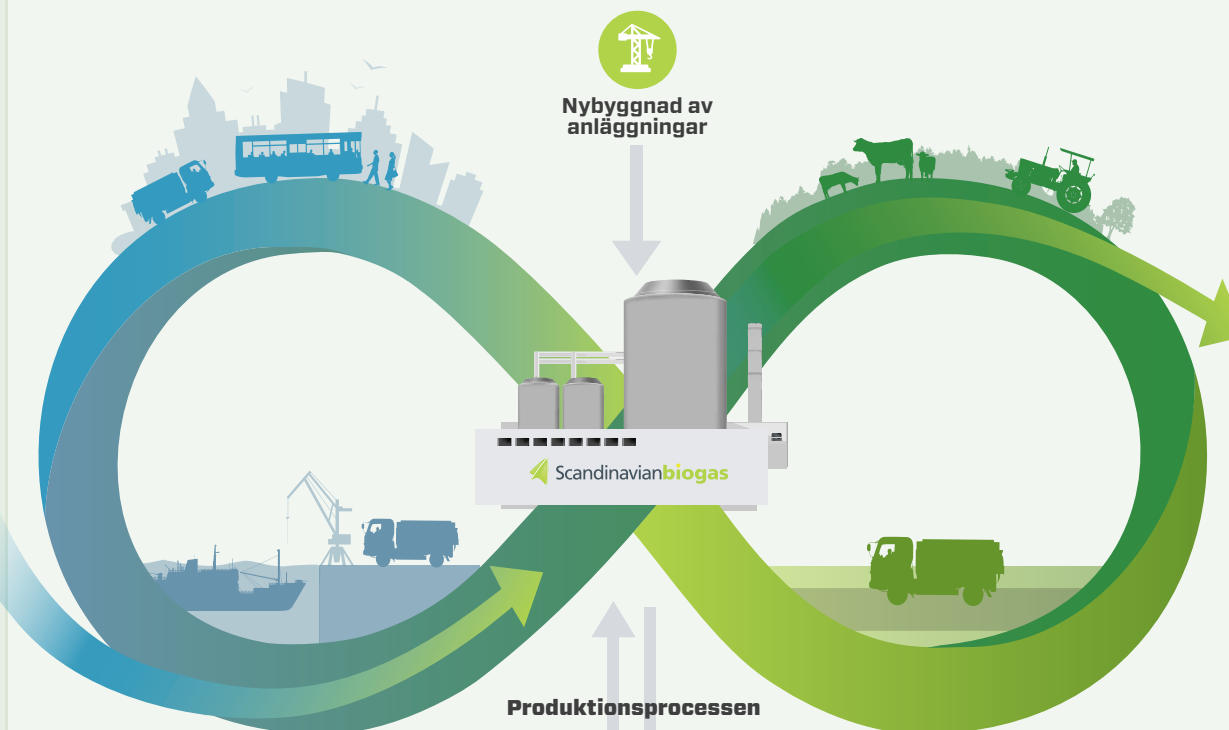 Nybyggnad av
anläggningar
Scandinavianbiogas
Produktionsprocessen